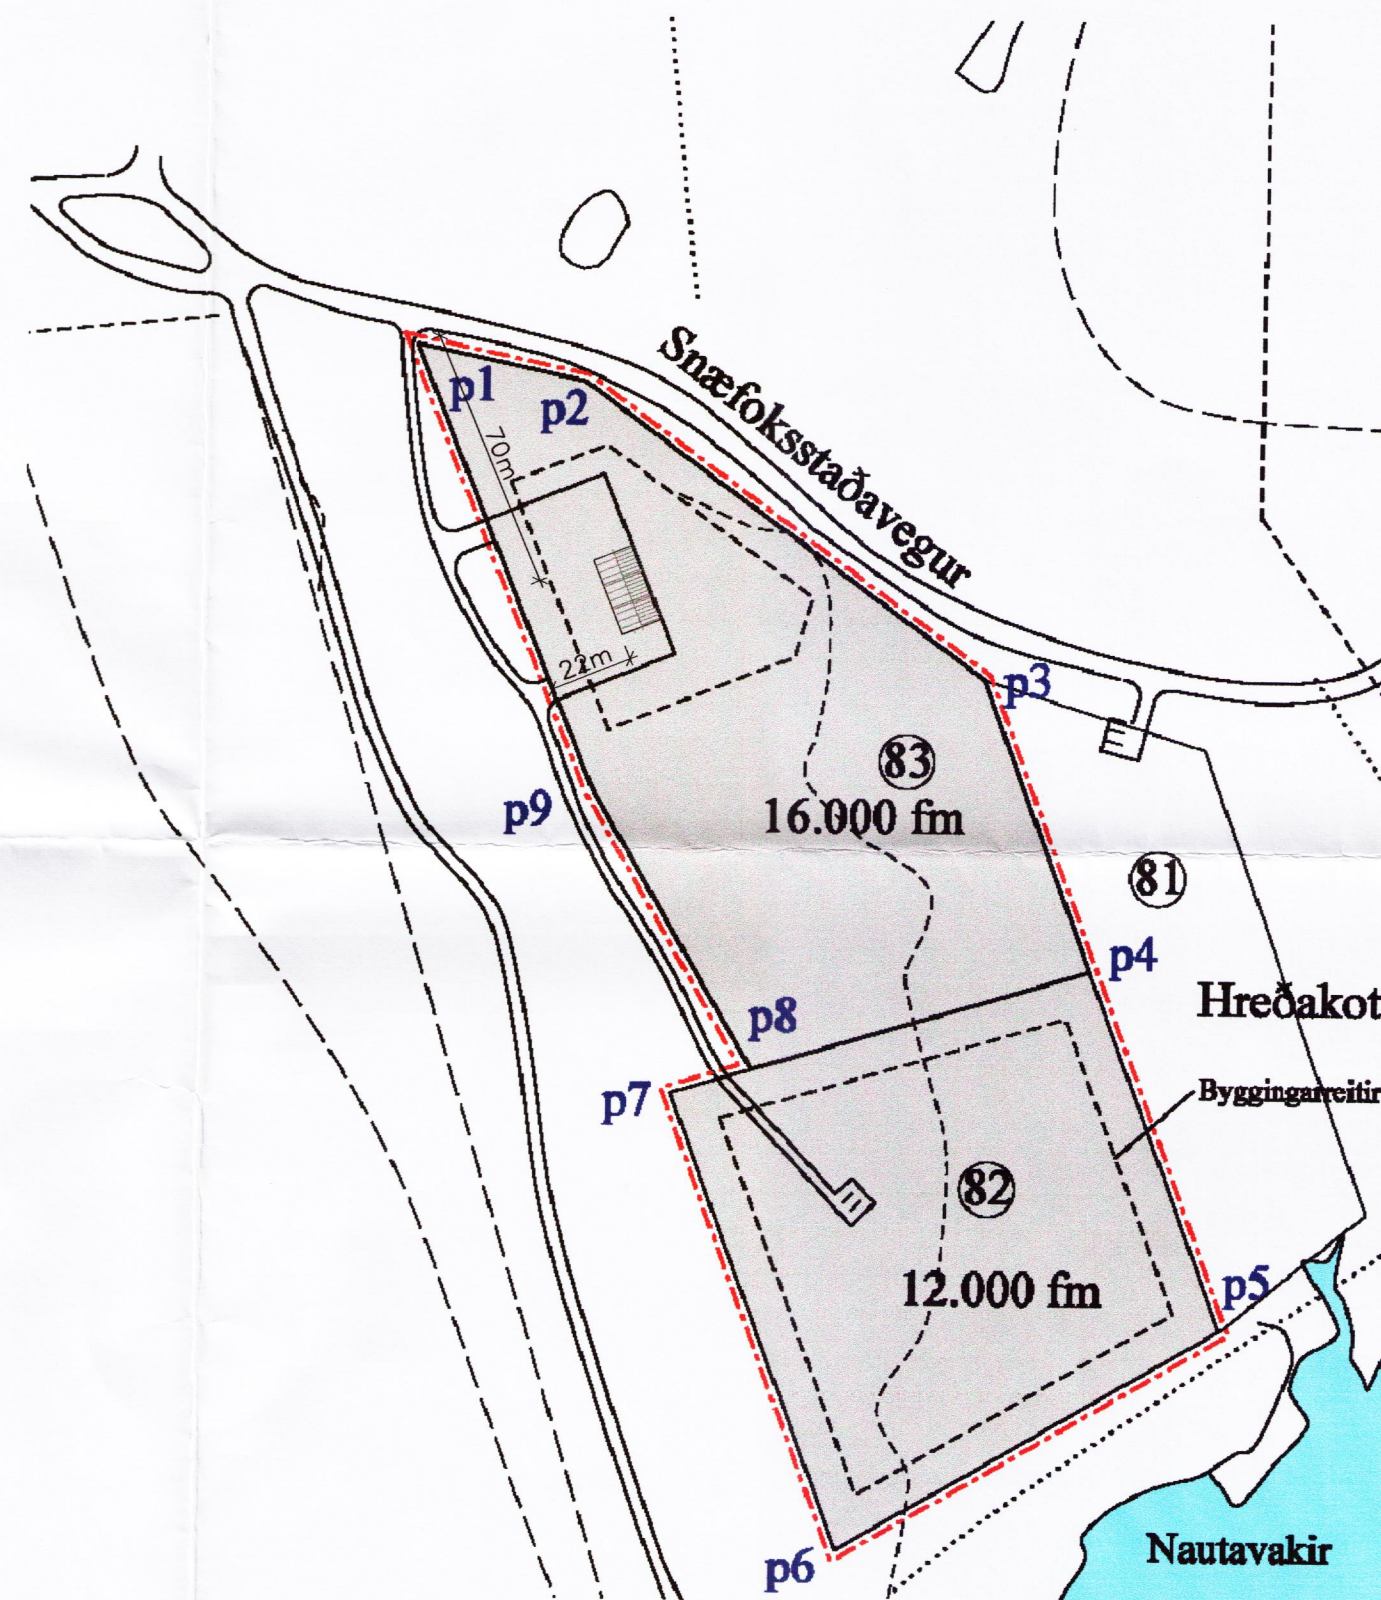 Snæfoksstaðavegur
p1
p2
70m
22m
p3
83
16.000 fm
p9
81
p4
Hreðakot
p8
Byggingarreitir
p7
82
12.000 fm
p5
Nautavakir
p6